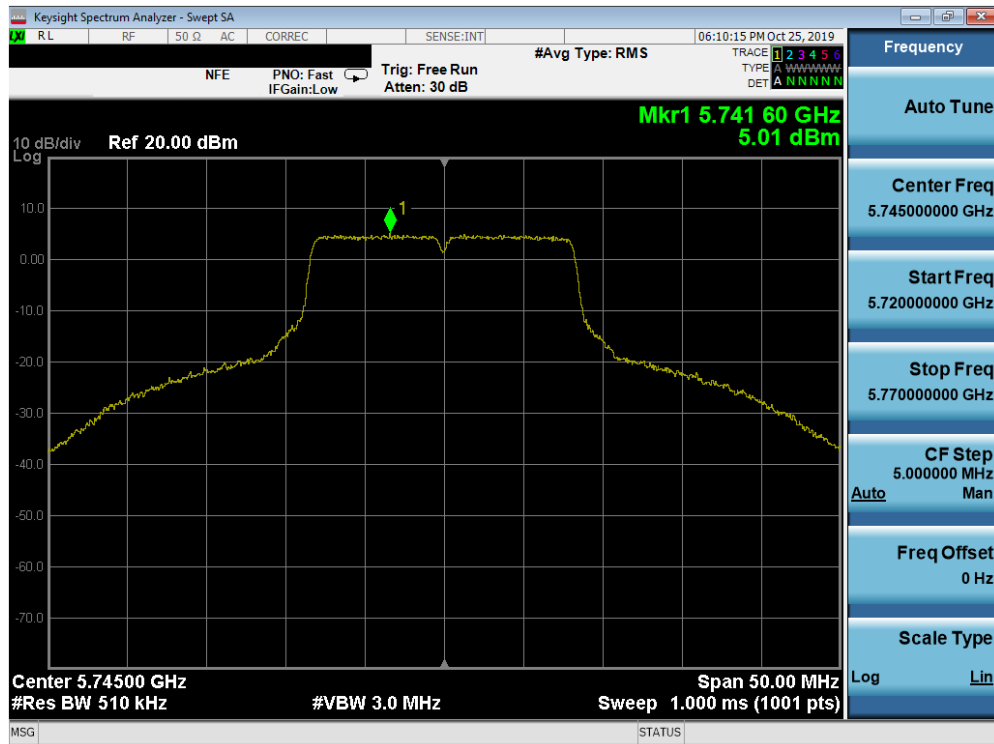 Keysight Spectrum Analyzer - Swept SA
LXI RL RF 50 Ω AC CORREC SENSE:INT 06:10:15 PM Oct 25, 2019
NFE PNO: Fast Trig: Free Run #Avg Type: RMS TRACE 1 2 3 4 5 6
IFGain:Low Atten: 30 dB TYPE A WWWWW
DET A N N N N N
Mkr1 5.741 60 GHz
10 dB/div Ref 20.00 dBm 5.01 dBm
Log
1
10.0
0.00
-10.0
-20.0
-30.0
-40.0
-50.0
-60.0
-70.0
Center 5.74500 GHz Span 50.00 MHz
#Res BW 510 kHz #VBW 3.0 MHz Sweep 1.000 ms (1001 pts)
MSG STATUS
Frequency
Auto Tune
Center Freq
5.745000000 GHz
Start Freq
5.720000000 GHz
Stop Freq
5.770000000 GHz
CF Step
5.000000 MHz
Auto Man
Freq Offset
0 Hz
Scale Type
Log Lin